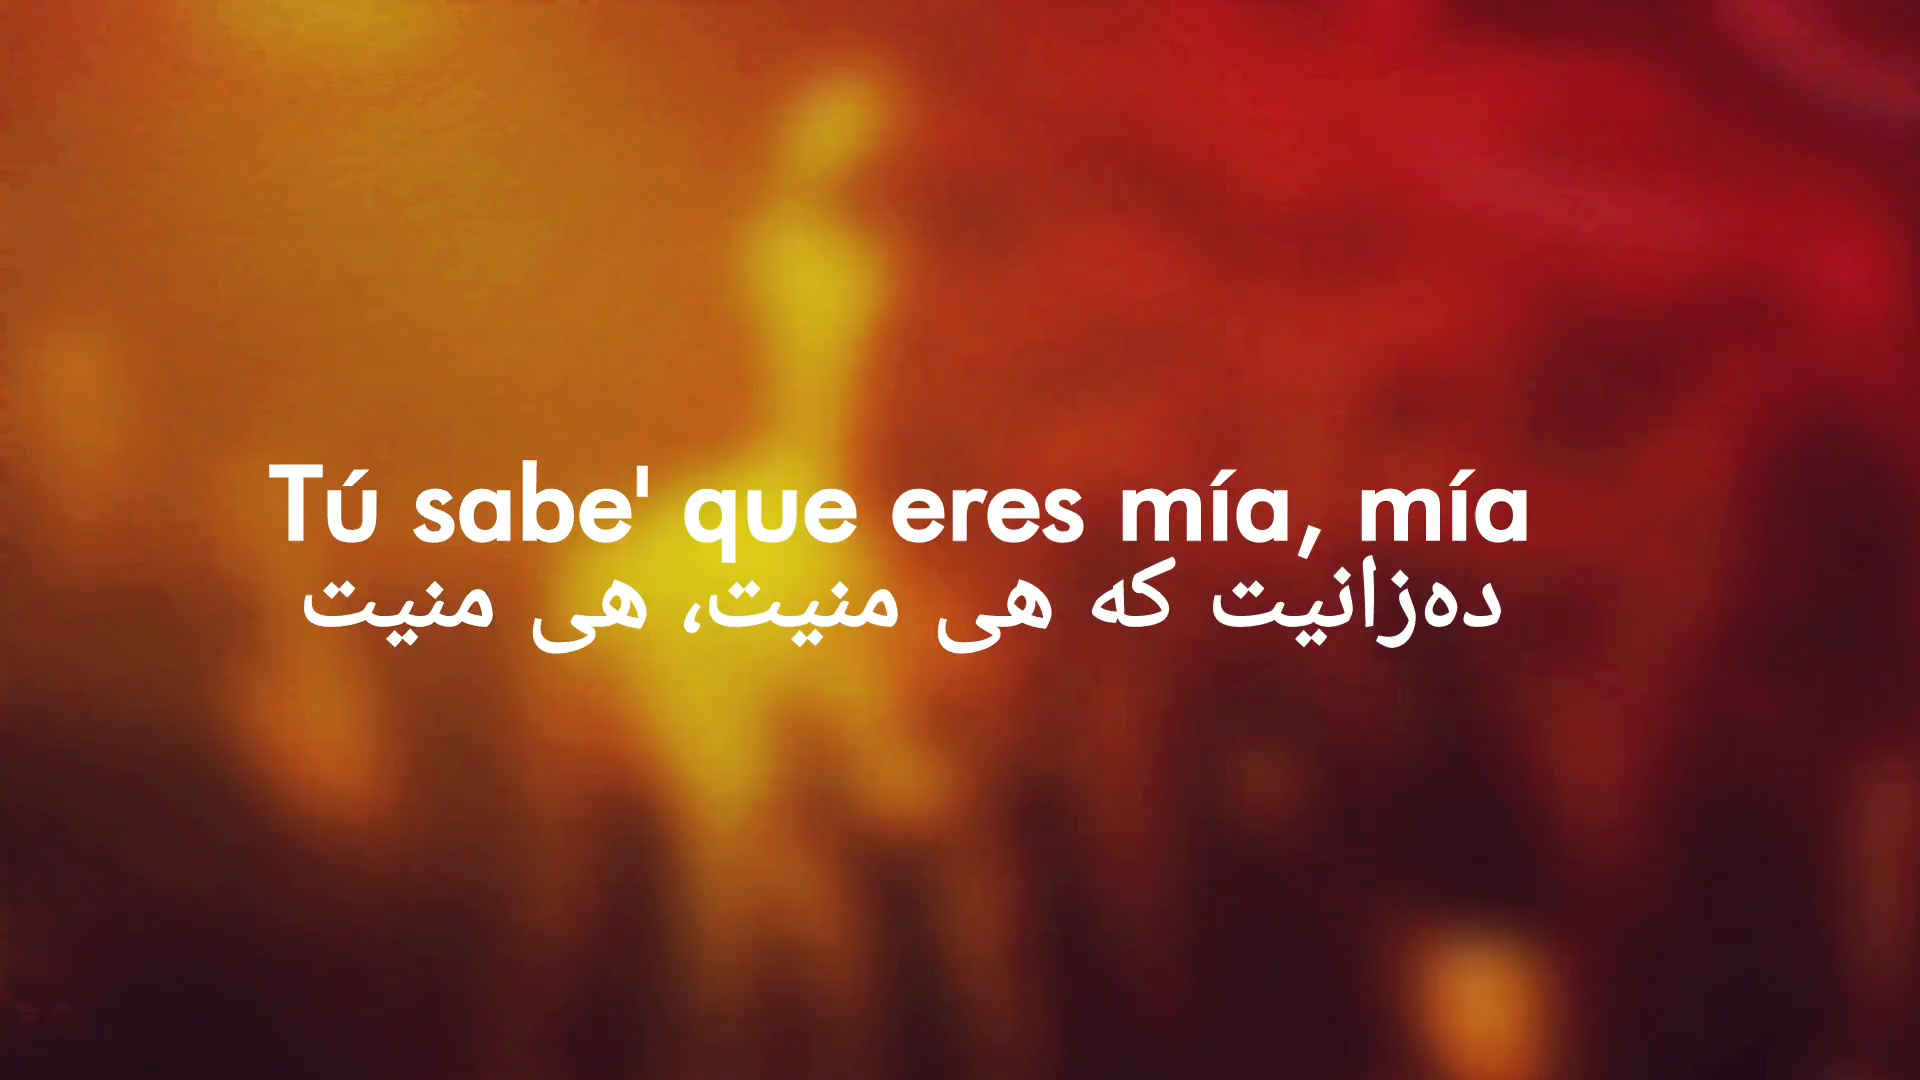 Tú sabe' que eres mía, mía
دەزانیت کە هی منیت، هی منیت